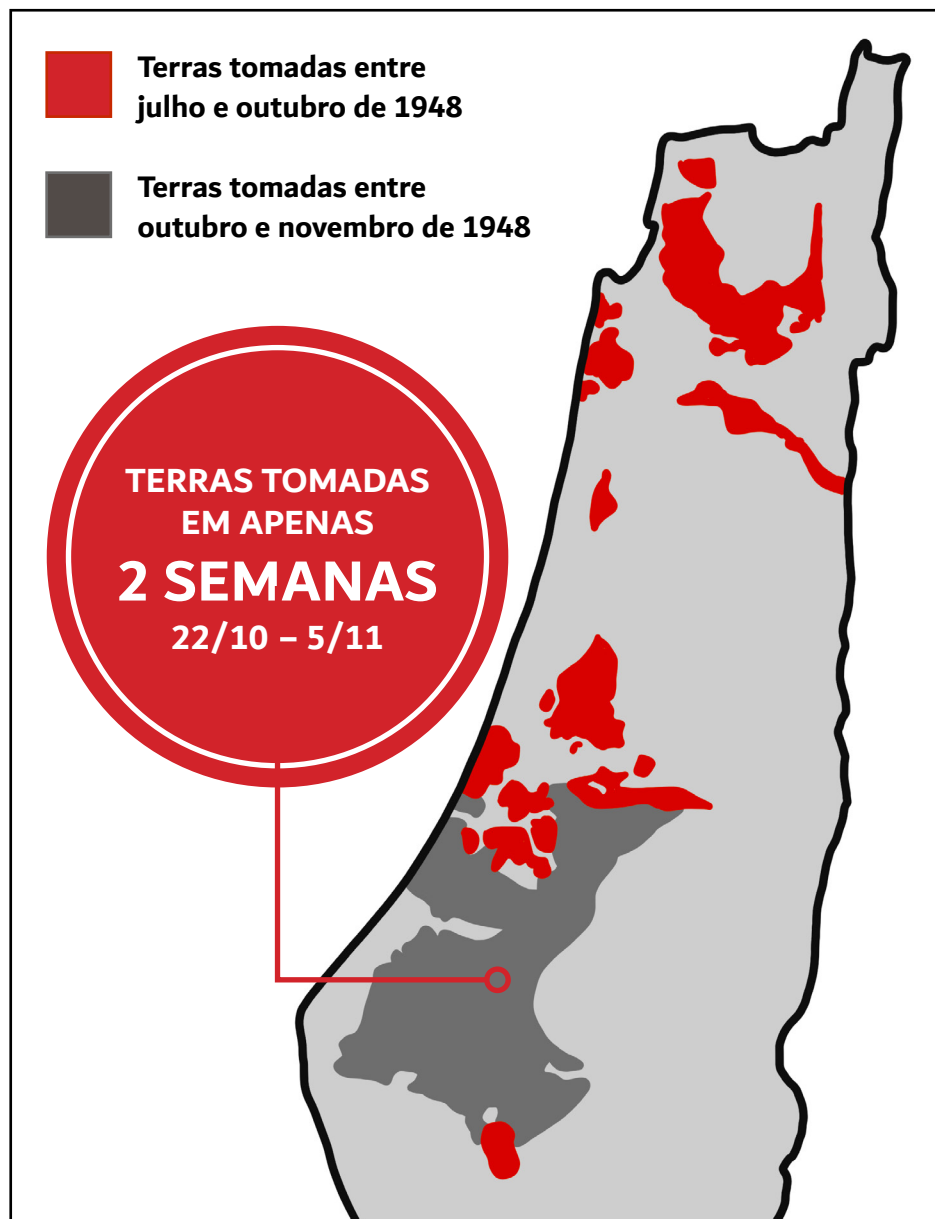 Terras tomadas entre
julho e outubro de 1948
Terras tomadas entre
outubro e novembro de 1948
TERRAS TOMADAS
EM APENAS
2 SEMANAS
22/10 – 5/11